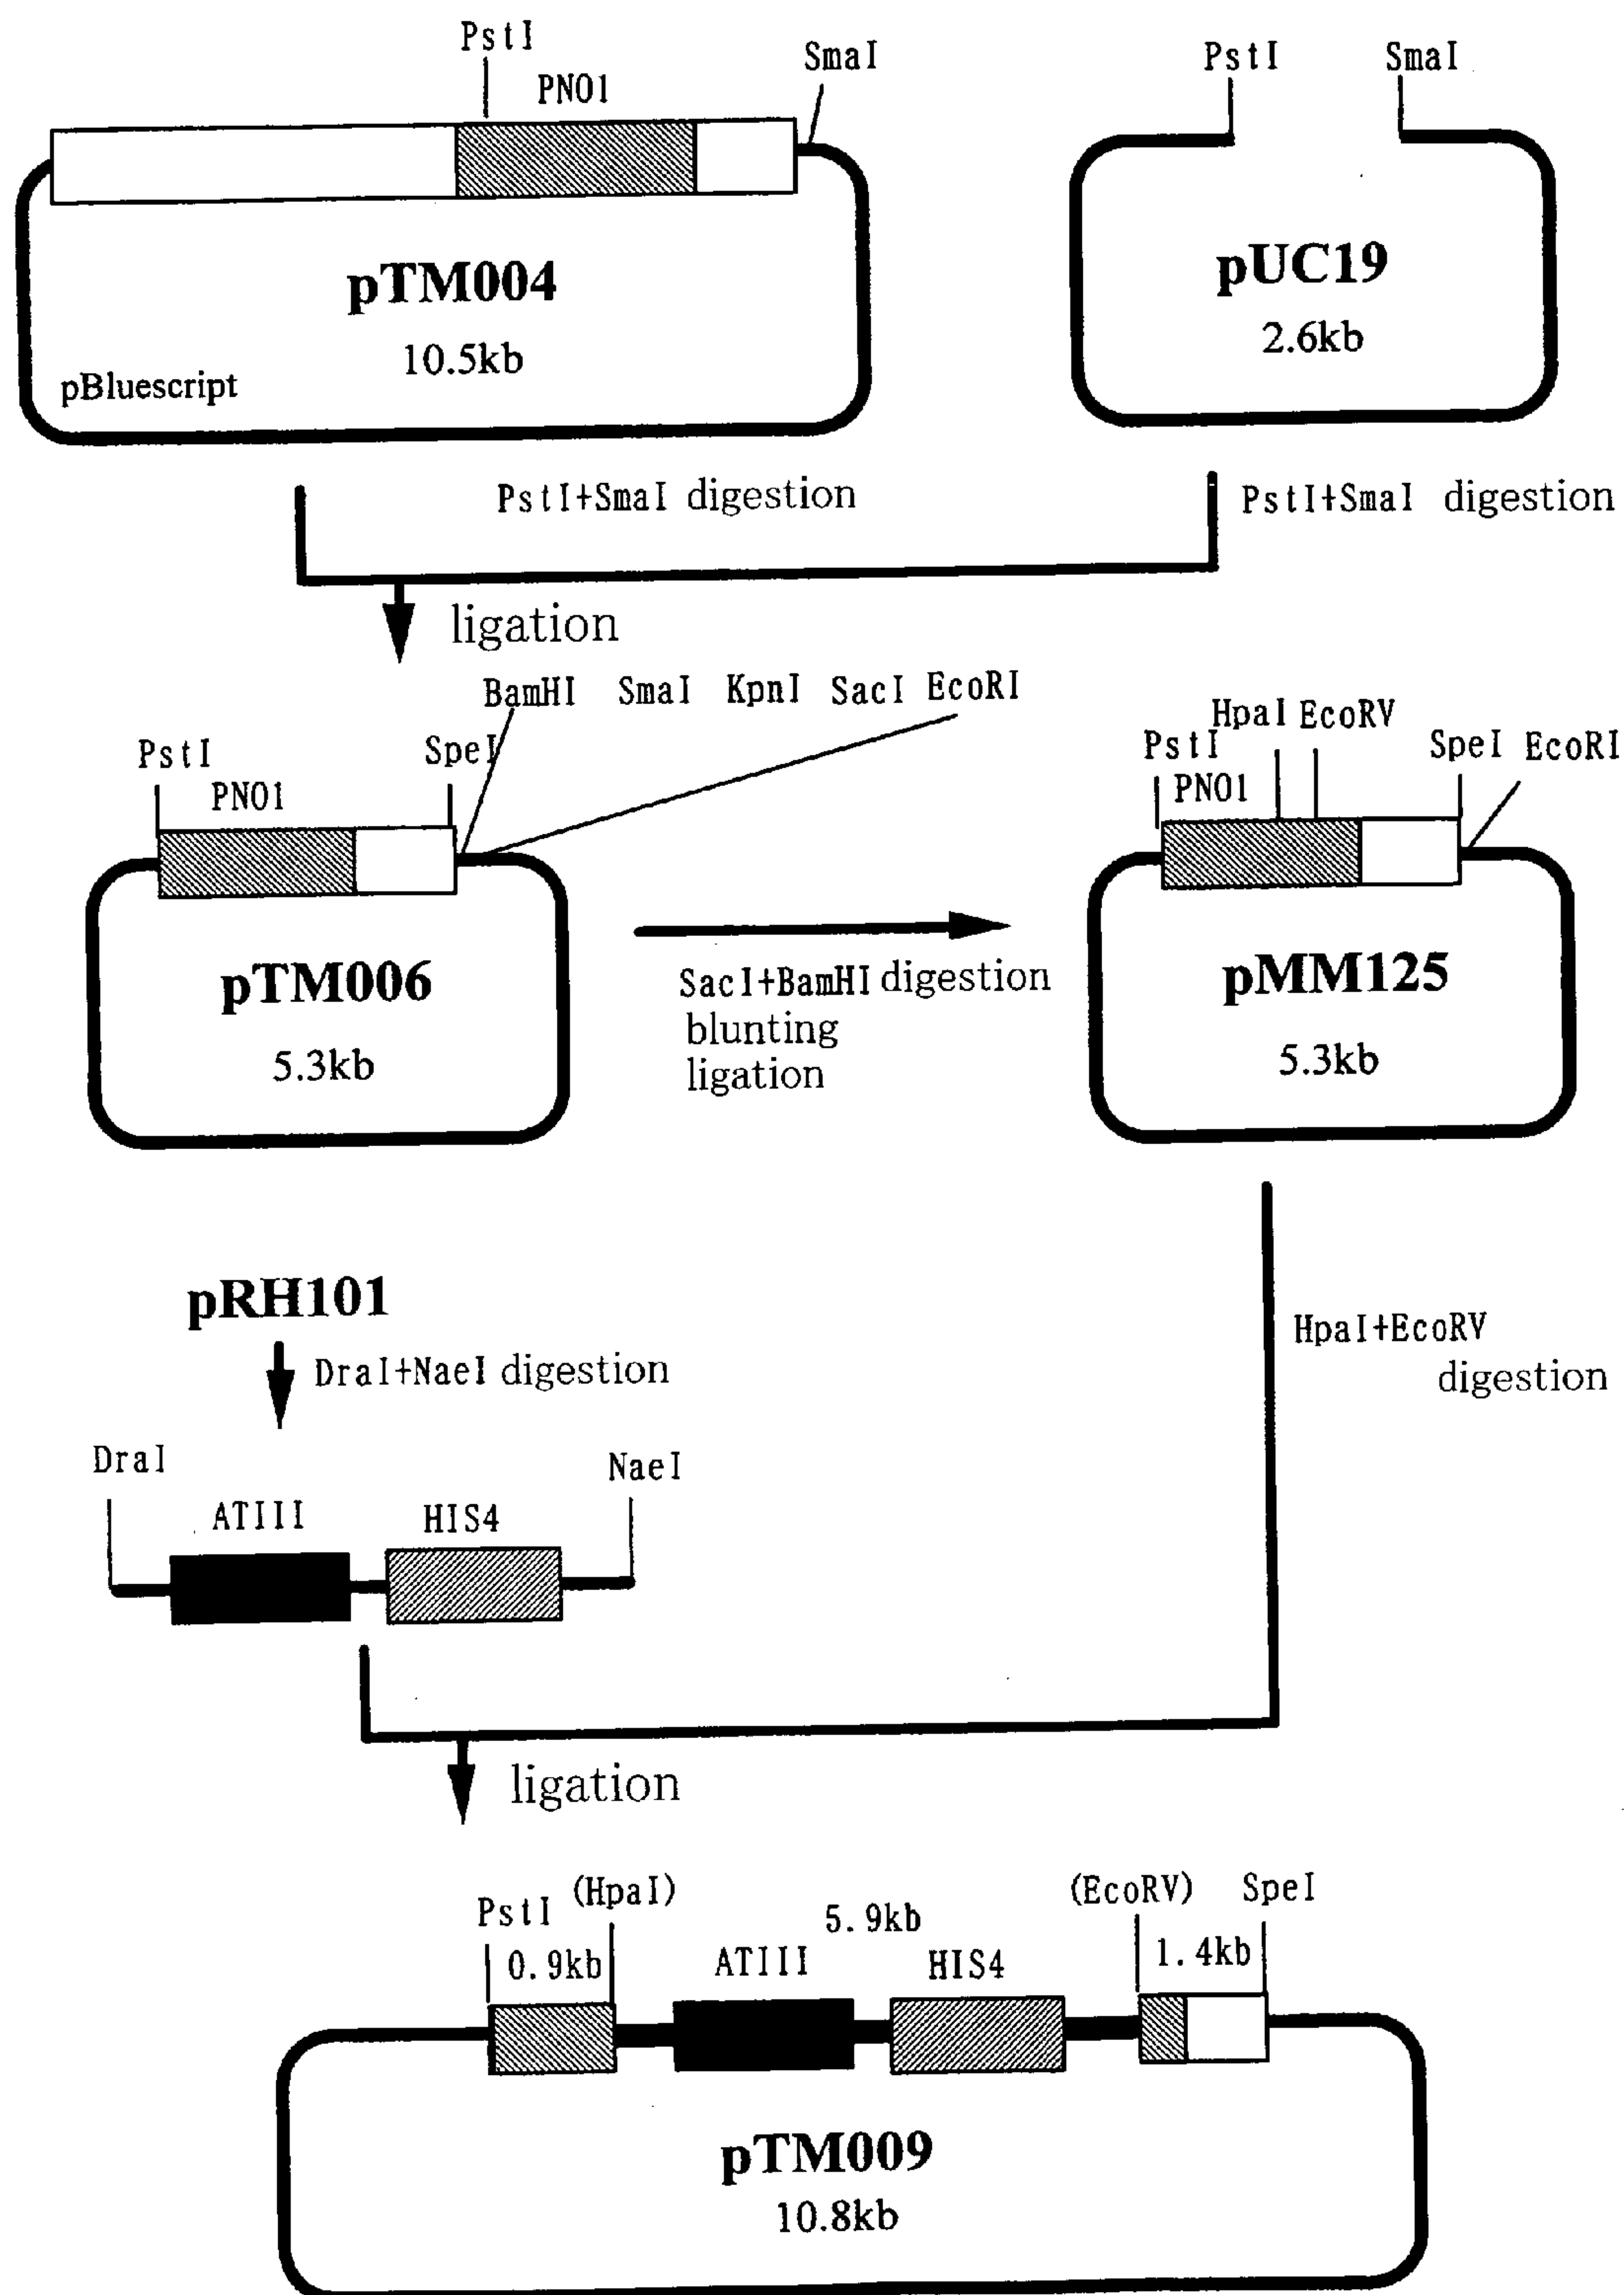 PstI
SmaI
PNO1
PstI
SmaI
pTM004
10.5kb
pBluescript
pUC19
2.6kb
PstI+SmaI digestion
PstI+SmaI digestion
ligation
BamHI SmaI KpnI SacI EcoRI
PstI
SpeI
PNO1
HpaI EcoRV
PstI
SpeI EcoRI
PNO1
pTM006
5.3kb
SacI+BamHI digestion
blunting
ligation
pMM125
5.3kb
pRH101
DraI+NaeI digestion
HpaI+EcoRV
digestion
DraI
NaeI
ATIII
HIS4
ligation
PstI
(HpaI)
5.9kb
(EcoRV)
SpeI
0.9kb
ATIII
HIS4
1.4kb
pTM009
10.8kb